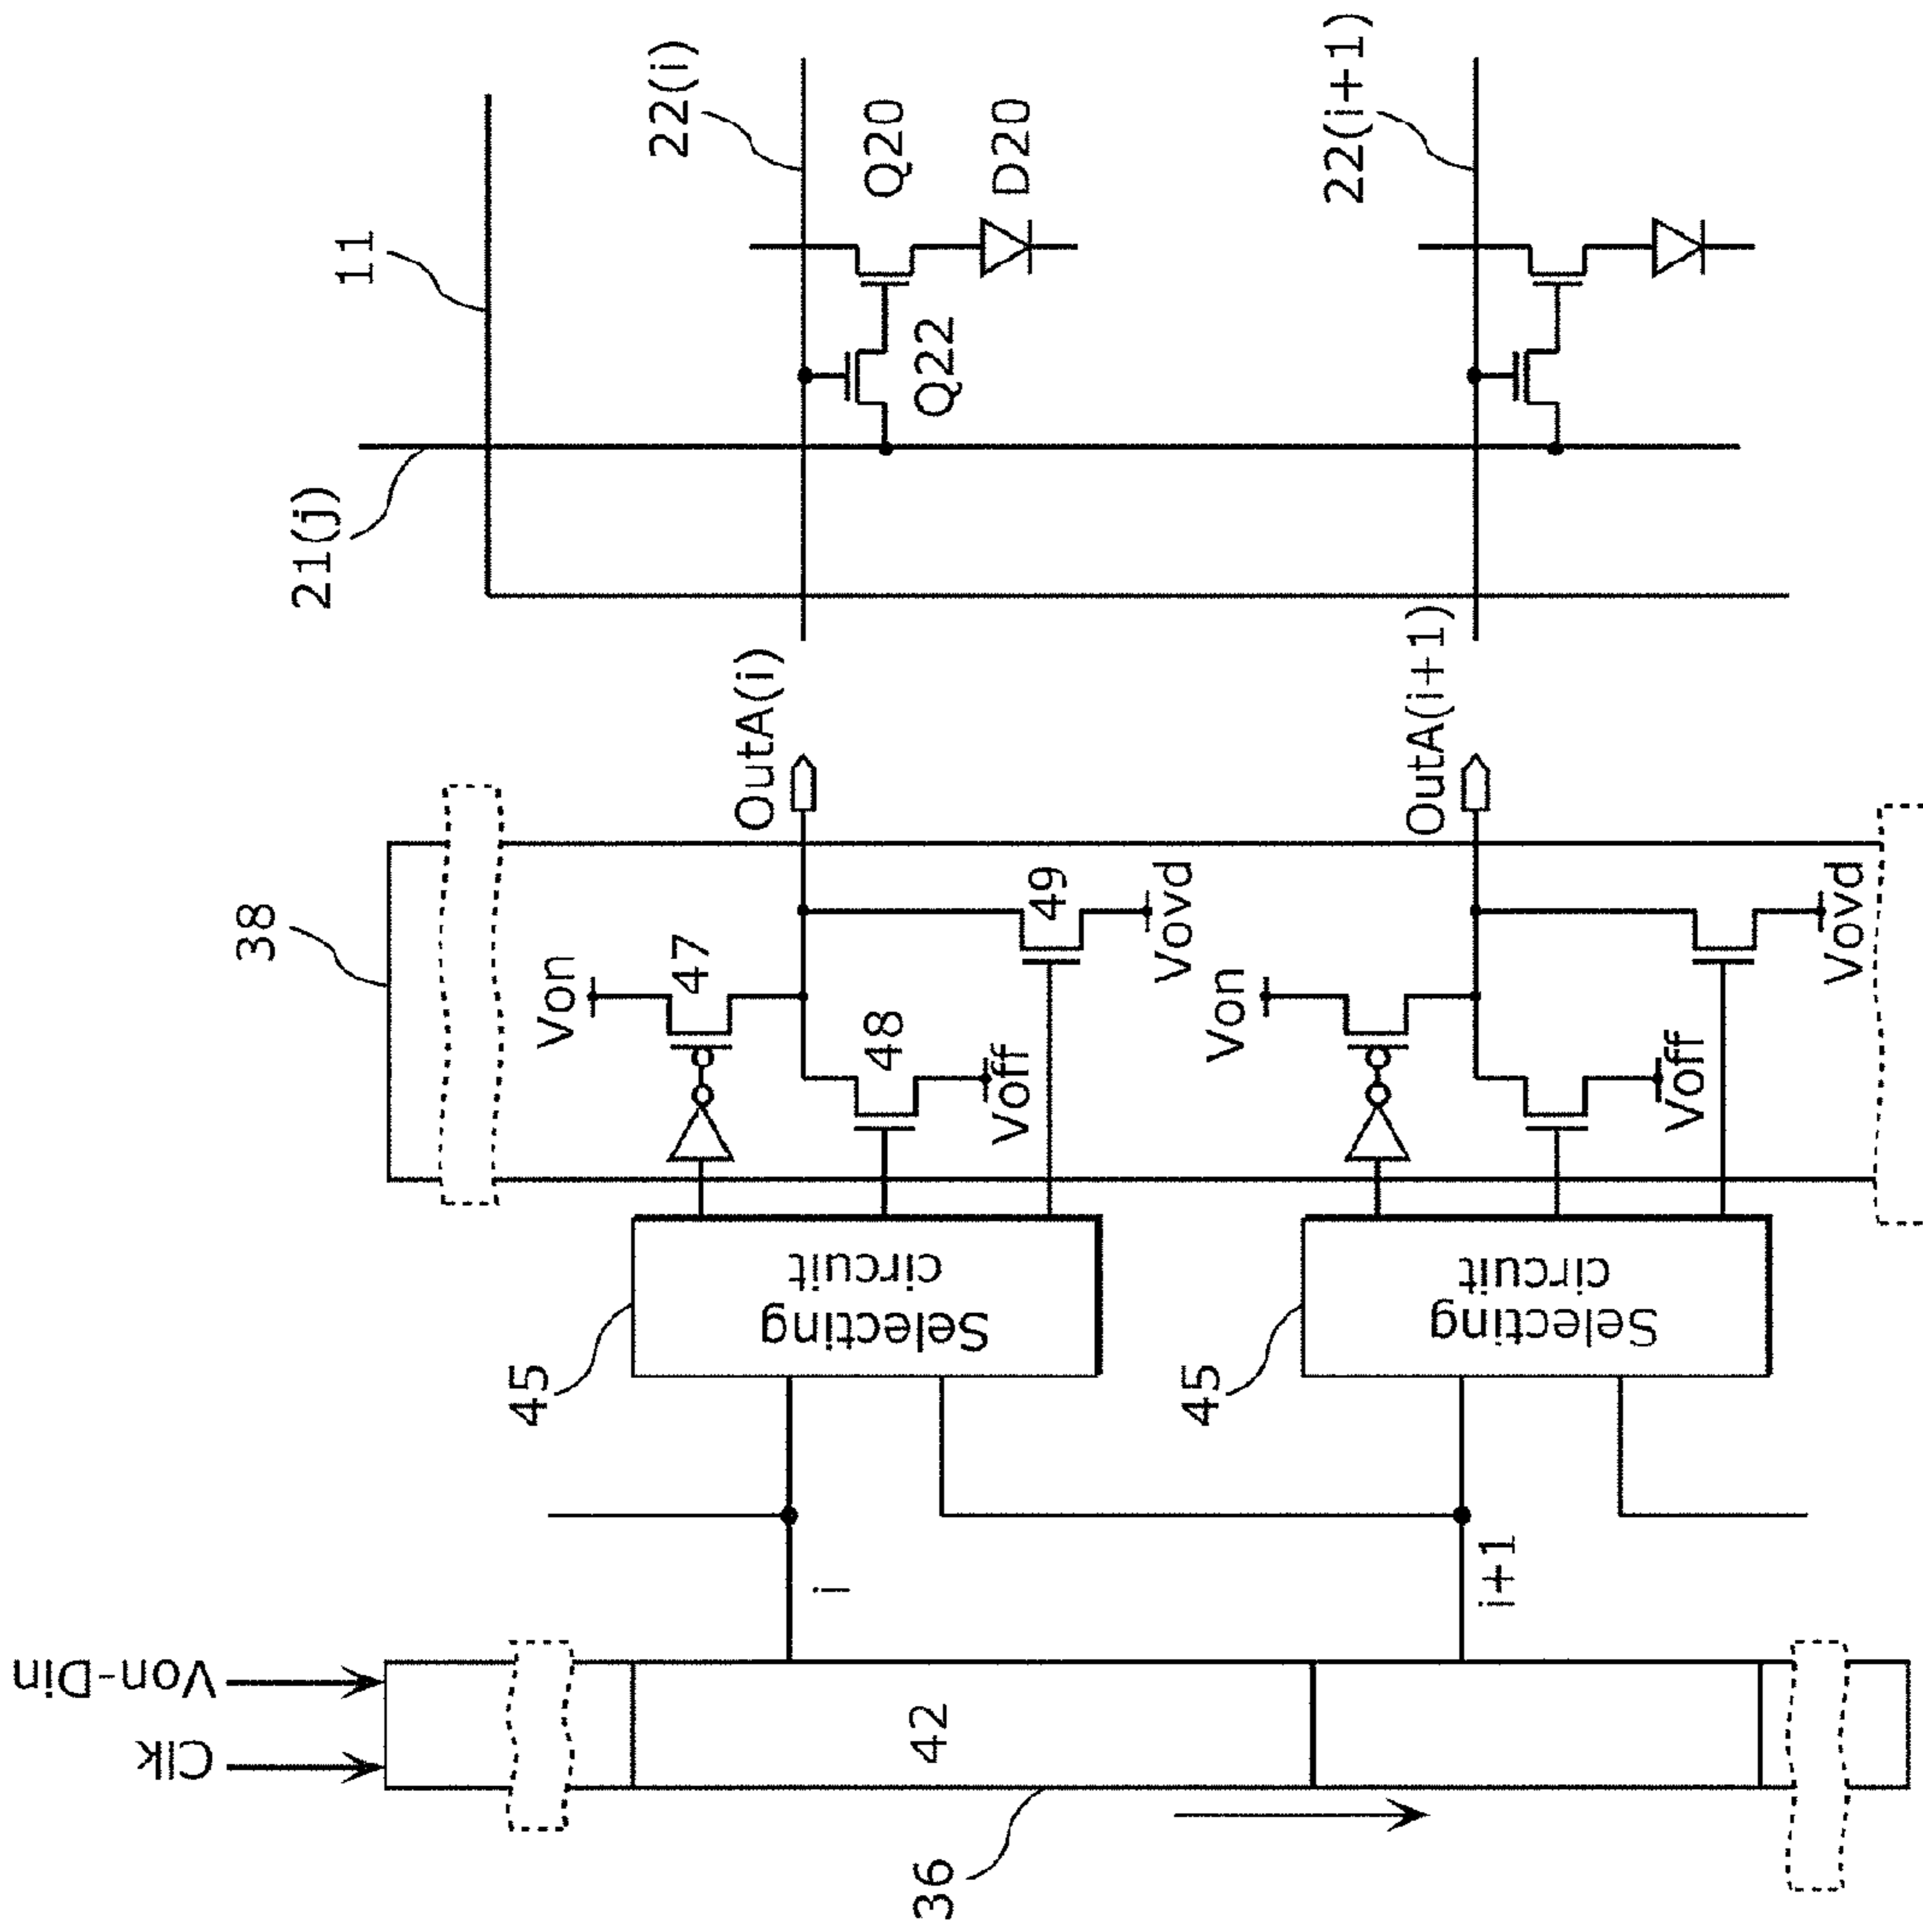 11
21(j)
22(i)
Q20
D20
Q22
22(i+1)
38
Von
47
48
49
Voff
Vovd
OutA(i)
Von
Voff
Vovd
OutA(i+1)
45
Selecting
circuit
45
Selecting
circuit
i
i+1
Von-Din
Clk
42
36